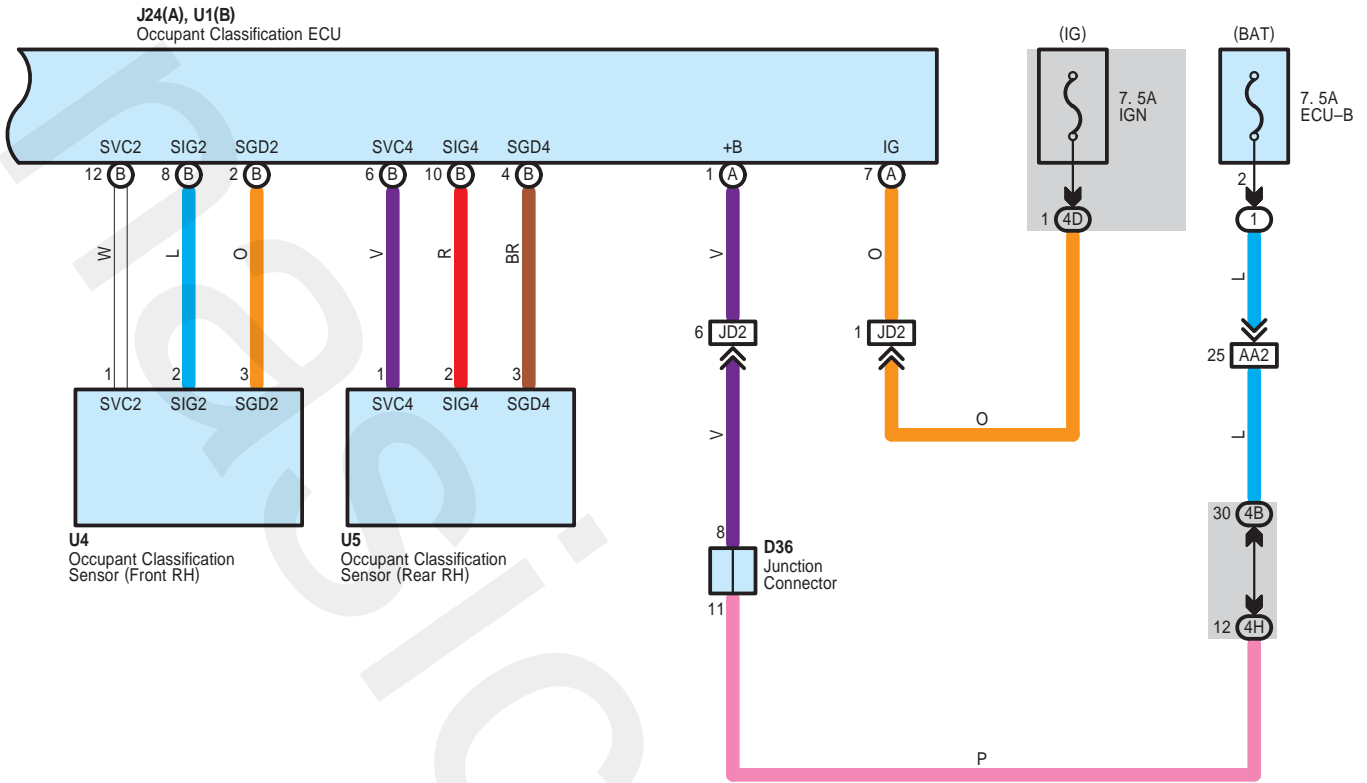 J24(A), U1(B)
Occupant Classification ECU
(IG)
(BAT)
7. 5A
IGN
7. 5A
ECU–B
SVC2 SIG2 SGD2 SVC4 SIG4 SGD4 +B IG
12 B 8 B 2 B 6 B 10 B 4 B 1 A 7 A
2
1 4D
1
W L O V R BR V O L
6 JD2 1 JD2
25 AA2
1 2 3 1 2 3
SVC2 SIG2 SGD2 SVC4 SIG4 SGD4
O
V L
30 4B
8
U4
Occupant Classification
Sensor (Front RH)
U5
Occupant Classification
Sensor (Rear RH)
D36
Junction
Connector
11
12 4H
P
nasic